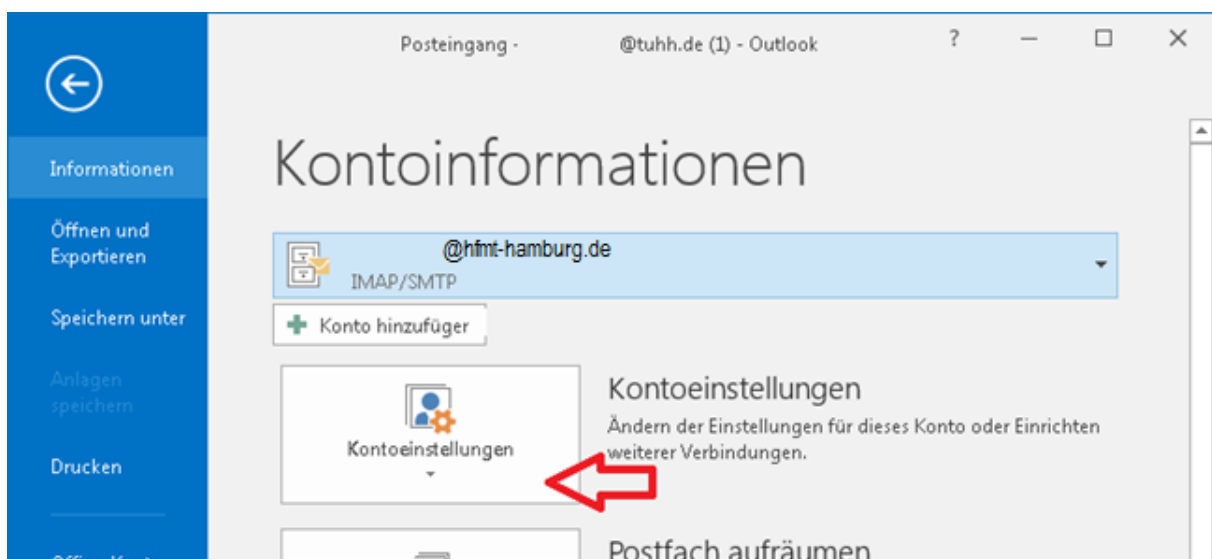 Posteingang - @tuhh.de (1) - Outlook ?
Informationen
Öffnen und
Exportieren
Speichern unter
Anlagen
speichern
Drucken
Kontoinformationen
@hfmt-hamburg.de
IMAP/SMTP
Konto hinzufüger
Kontoeinstellungen
Kontoeinstellungen
Ändern der Einstellungen für dieses Konto oder Einrichten
weiterer Verbindungen.
Postfach aufräumen